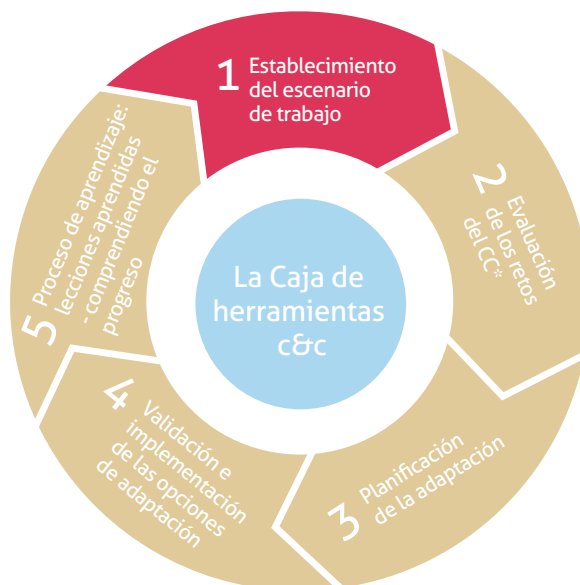 1 Establecimiento
del escenario
de trabajo
2 Evaluación
de los retos
del CC*
3 Planificación
de la adaptación
4 Validación e
implementación
de las opciones
de adaptación
5 Proceso de aprendizaje:
lecciones aprendidas
- comprendiendo el
progreso
La Caja de
herramientas
c&c